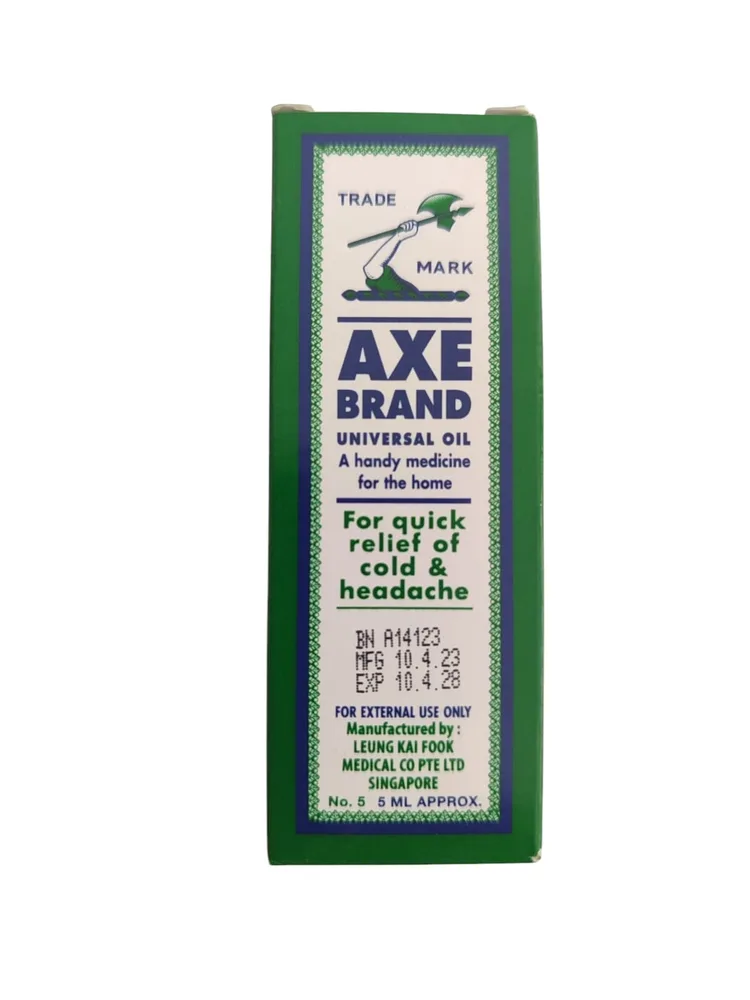 TRADE
MARK
AXE
BRAND
UNIVERSAL OIL
A handy medicine
for the home
For quick
relief of
cold &
headache
BN A14123
MFG 10.4.23
EXP 10.4.28
FOR EXTERNAL USE ONLY
Manufactured by :
LEUNG KAI FOOK
MEDICAL CO PTE LTD
SINGAPORE
No. 5 5 ML APPROX.